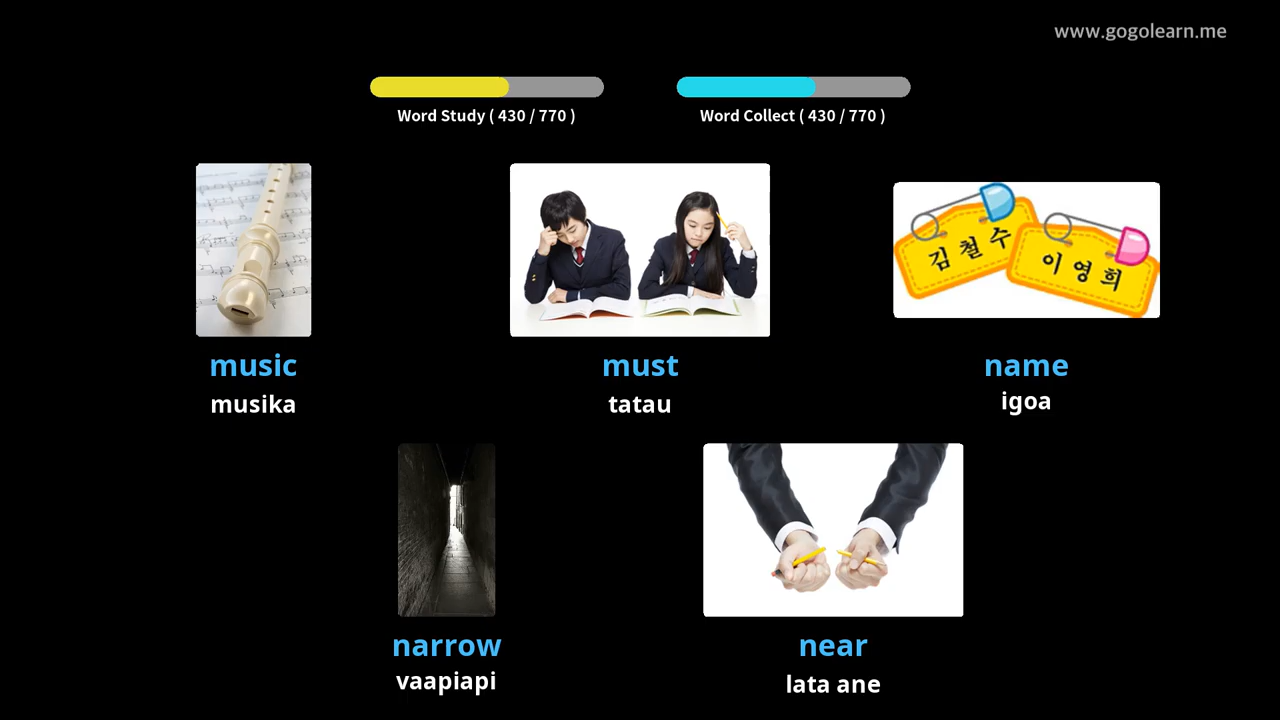 www.gogolearn.me
Word Study ( 430 / 770 )
Word Collect ( 430 / 770 )
김철수
이영희
music
must
name
musika
tatau
igoa
narrow
near
vaapiapi
lata ane